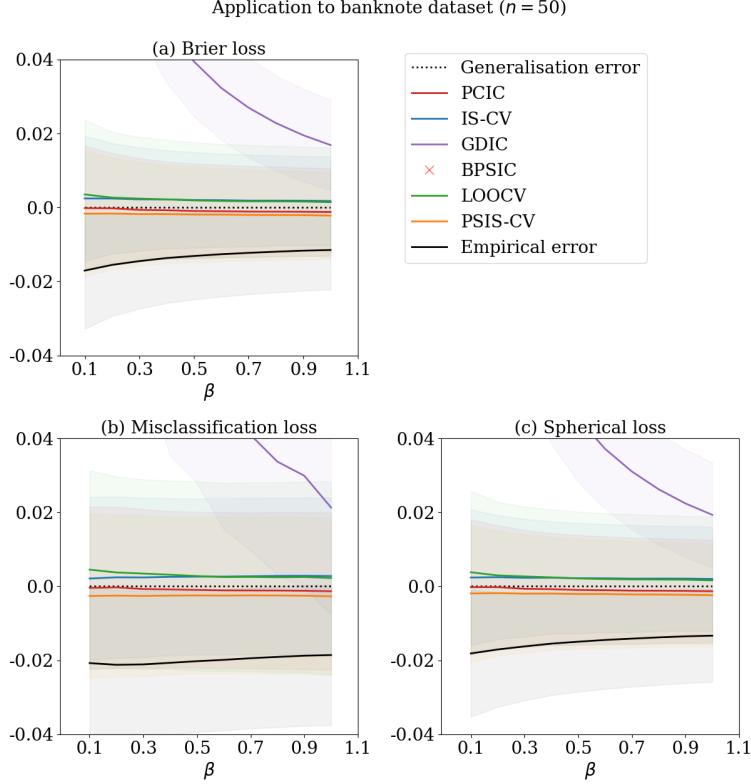 Application to banknote dataset (n = 50)
(a) Brier loss
0.04
0.02
0.0
-0.02
-0.04
0.1 0.3 0.5 0.7 0.9 1.1
β
Generalisation error
PCIC
IS-CV
GDIC
BPSIC
LOOCV
PSIS-CV
Empirical error
(b) Misclassification loss
0.04
0.02
0.0
-0.02
-0.04
0.1 0.3 0.5 0.7 0.9 1.1
β
(c) Spherical loss
0.04
0.02
0.0
-0.02
-0.04
0.1 0.3 0.5 0.7 0.9 1.1
β